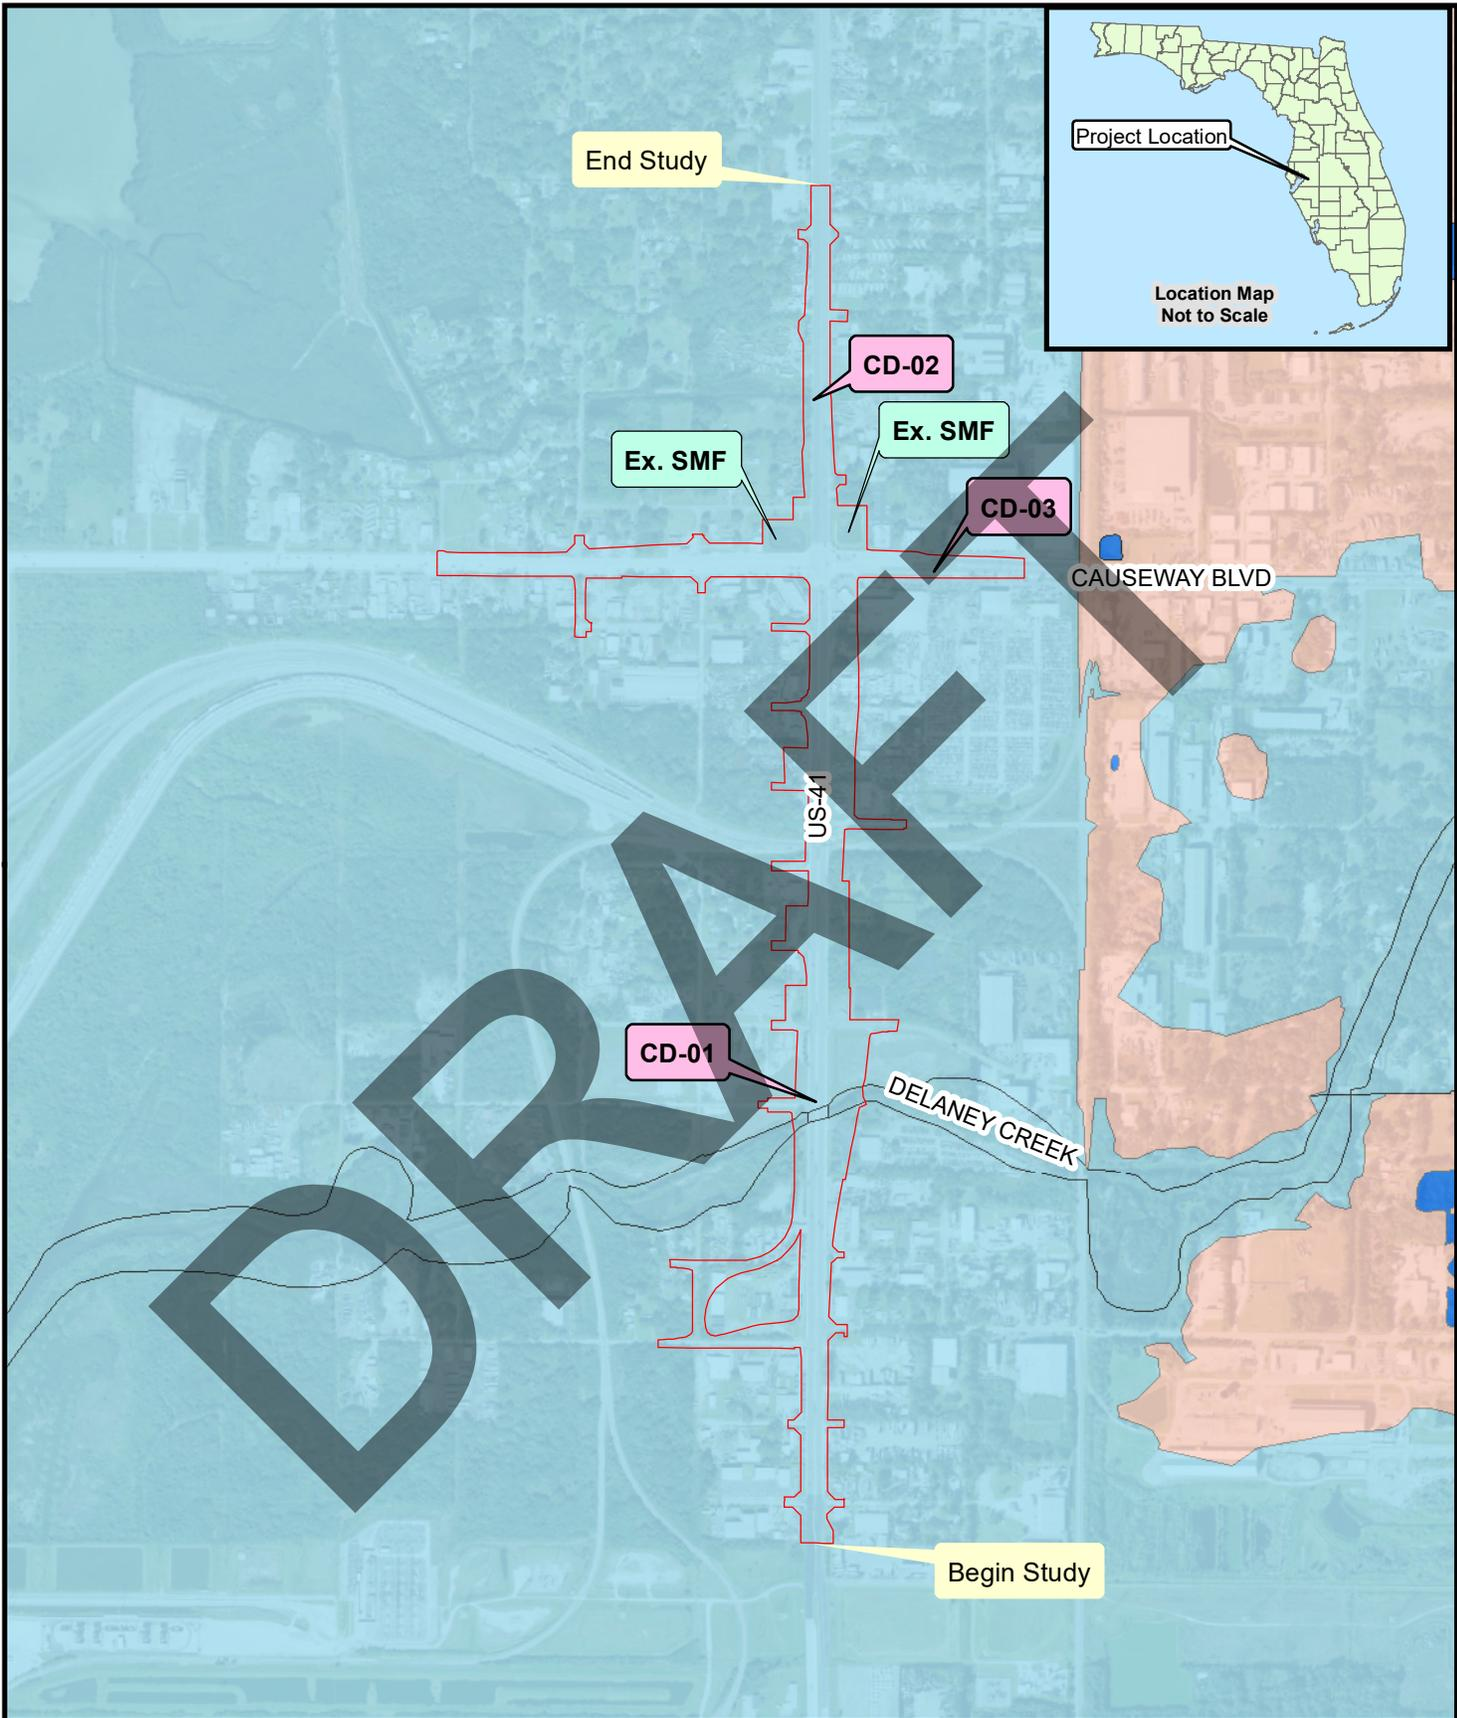 Project Location
Location Map
Not to Scale
End Study
CD-02
Ex. SMF
Ex. SMF
CD-03
CAUSEWAY BLVD
US-41
CD-01
DELANEY CREEK
Begin Study
DRAFT